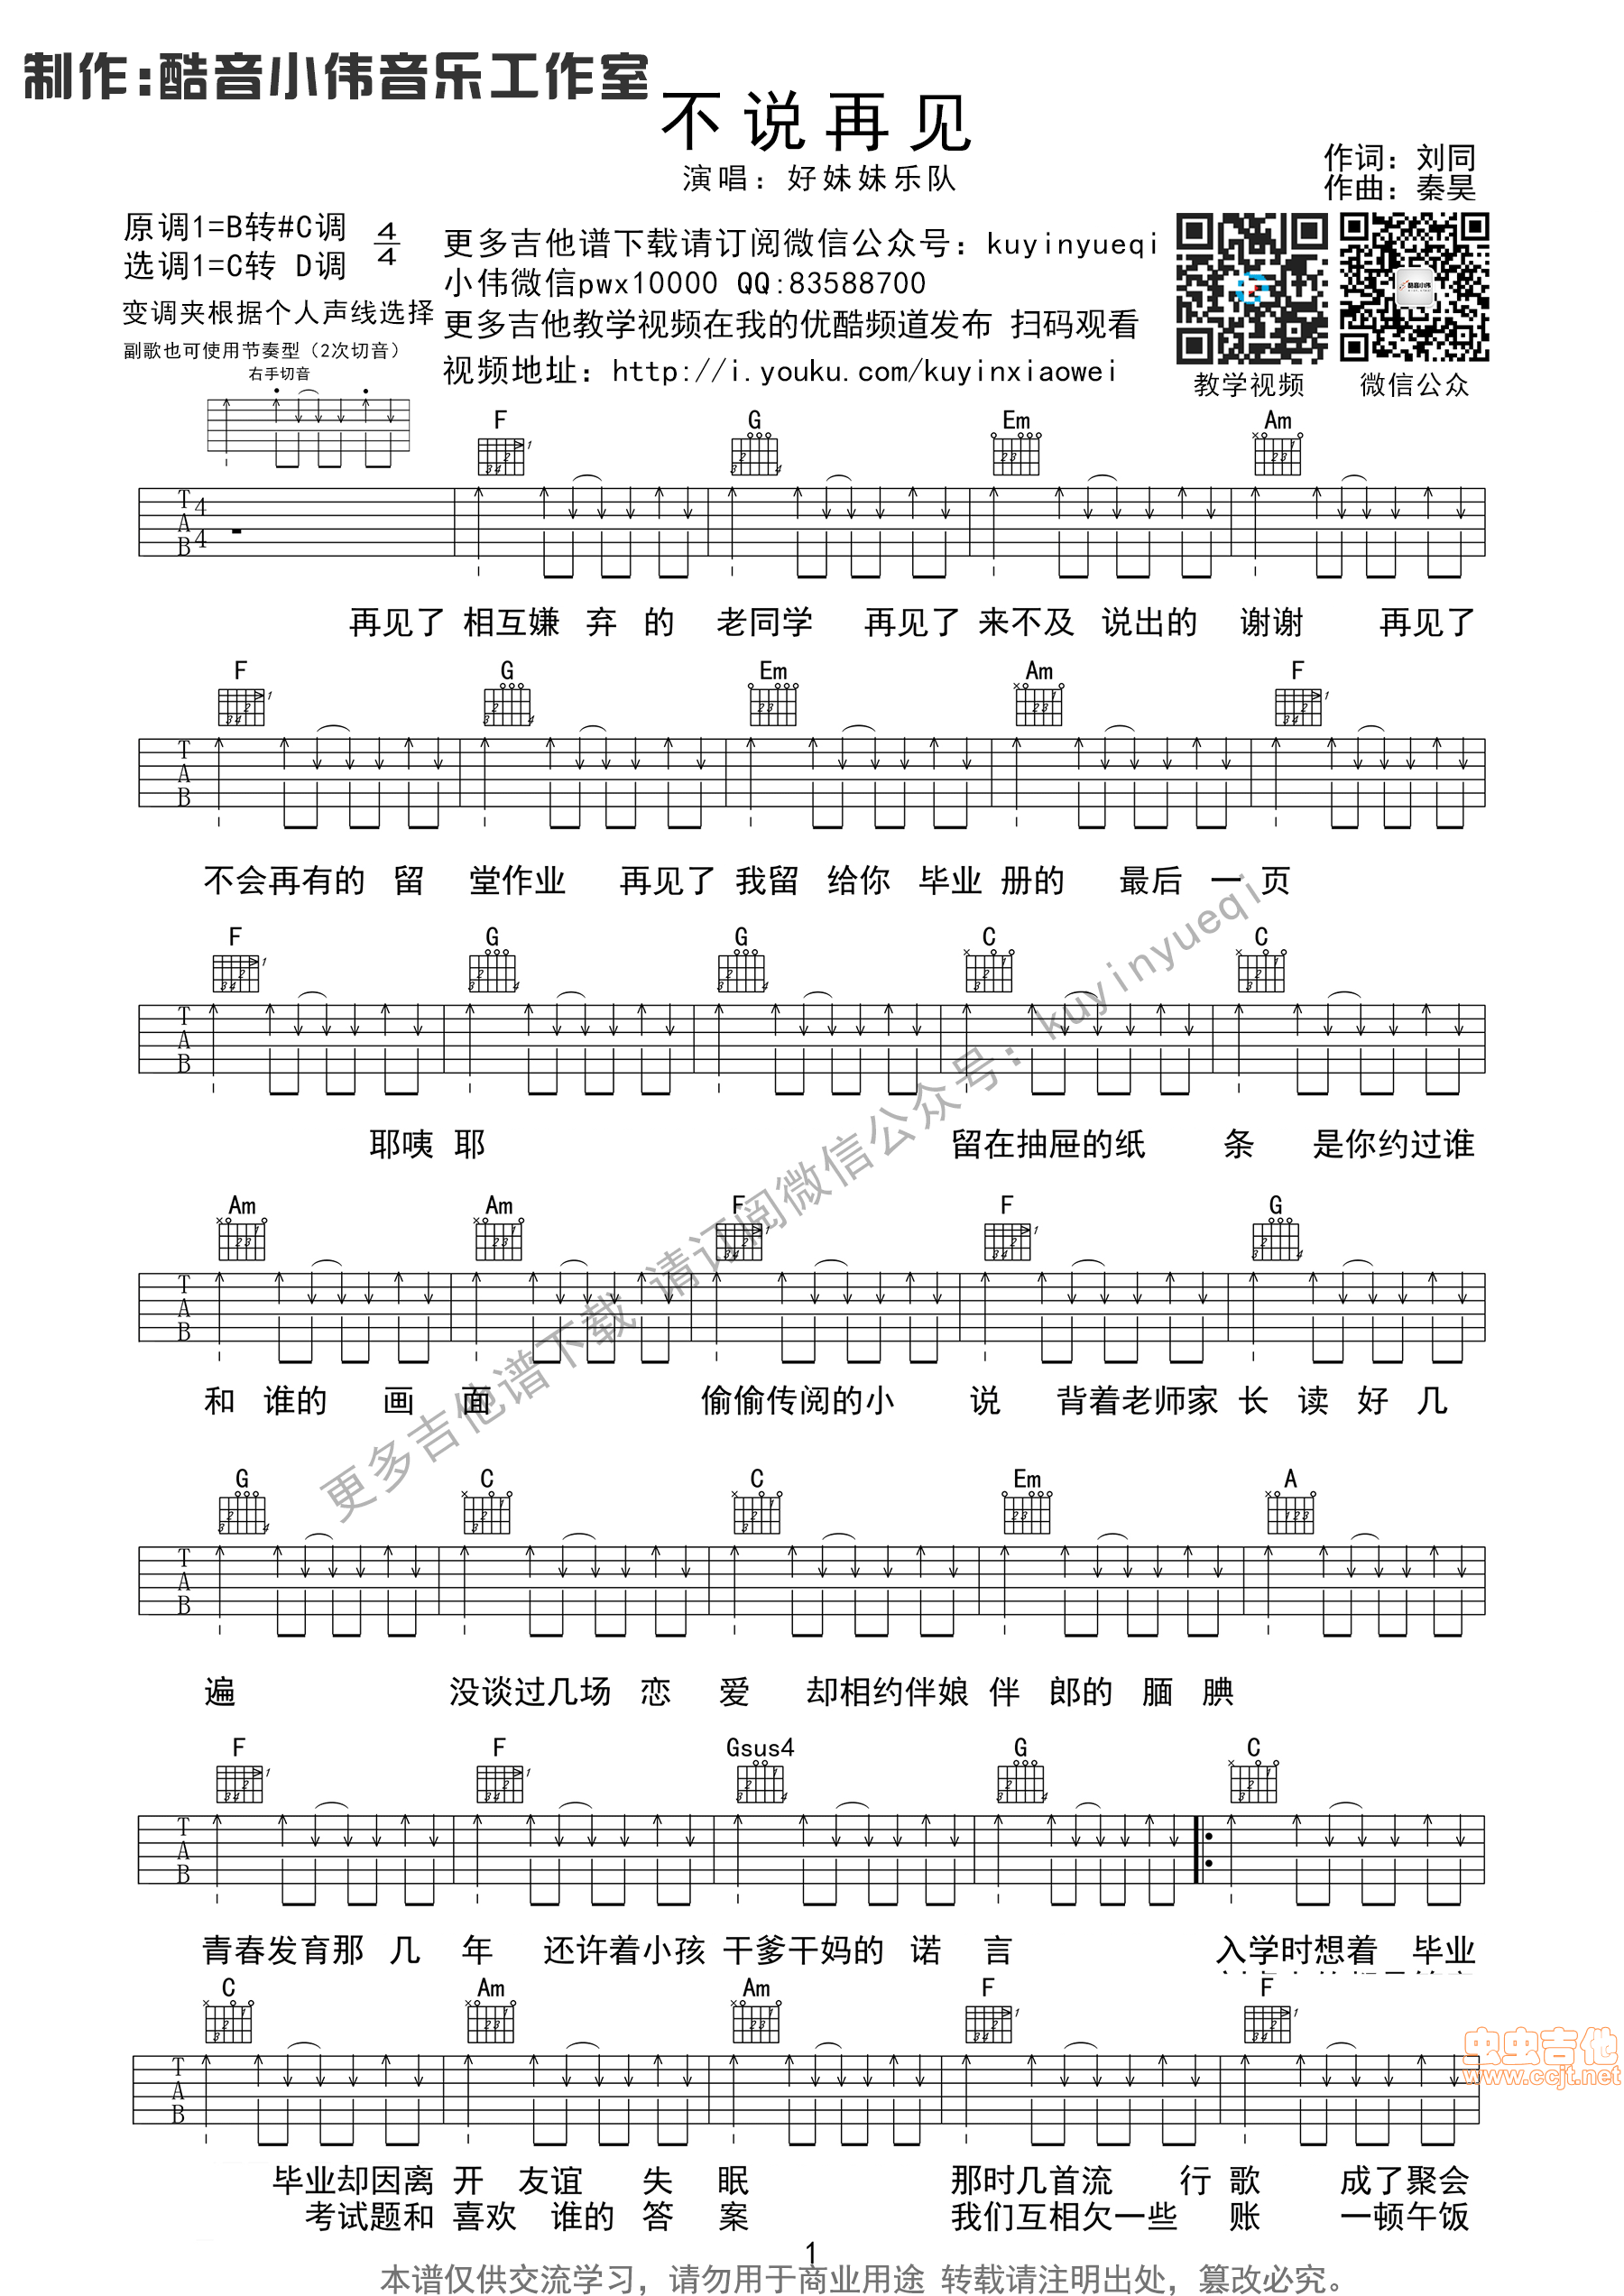 制作:酷音小伟音乐工作室
不说再见
演唱：好妹妹乐队
作词：刘同
作曲：秦昊
原调1=B转#C调
选调1=C转 D调
4
4
变调夹根据个人声线选择
副歌也可使用节奏型（2次切音）
右手切音
更多吉他谱下载请订阅微信公众号：kuyinyueqi
小伟微信pwx10000 QQ:83588700
更多吉他教学视频在我的优酷频道发布 扫码观看
视频地址：http://i.youku.com/kuyinxiaowei
教学视频 微信公众
F G Em Am
T A B 4 4
再见了 相互嫌 弃 的 老同学 再见了 来不及 说出的 谢谢 再见了
F G Em Am F
T A B
不会再有的 留 堂作业 再见了 我留 给你 毕业 册的 最后 一 页
F G G C C
T A B
耶咦 耶 留在抽屉的纸 条 是你约过谁
Am Am F F G
T A B
和 谁的 画 面 偷偷传阅的小 说 背着老师家 长 读 好 几
G C C Em A
T A B
遍 没谈过几场 恋 爱 却相约伴娘 伴 郎的 腼 腆
F F Gsus4 G C
T A B
青春发育那 几 年 还许着小孩 干爹干妈的 诺 言 入学时想着 毕业
C Am Am F F
T A B
毕业却因离 开 友谊 失 眠 那时几首流 行 歌 成了聚会
考试题和 喜欢 谁的 答 案 我们互相欠一些 账 一顿午饭
更多吉他谱下载 请订阅微信公众号：kuyinyueqi
虫虫吉他
www.ccjt.net
1
本谱仅供交流学习，请勿用于商业用途 转载请注明出处，篡改必究。